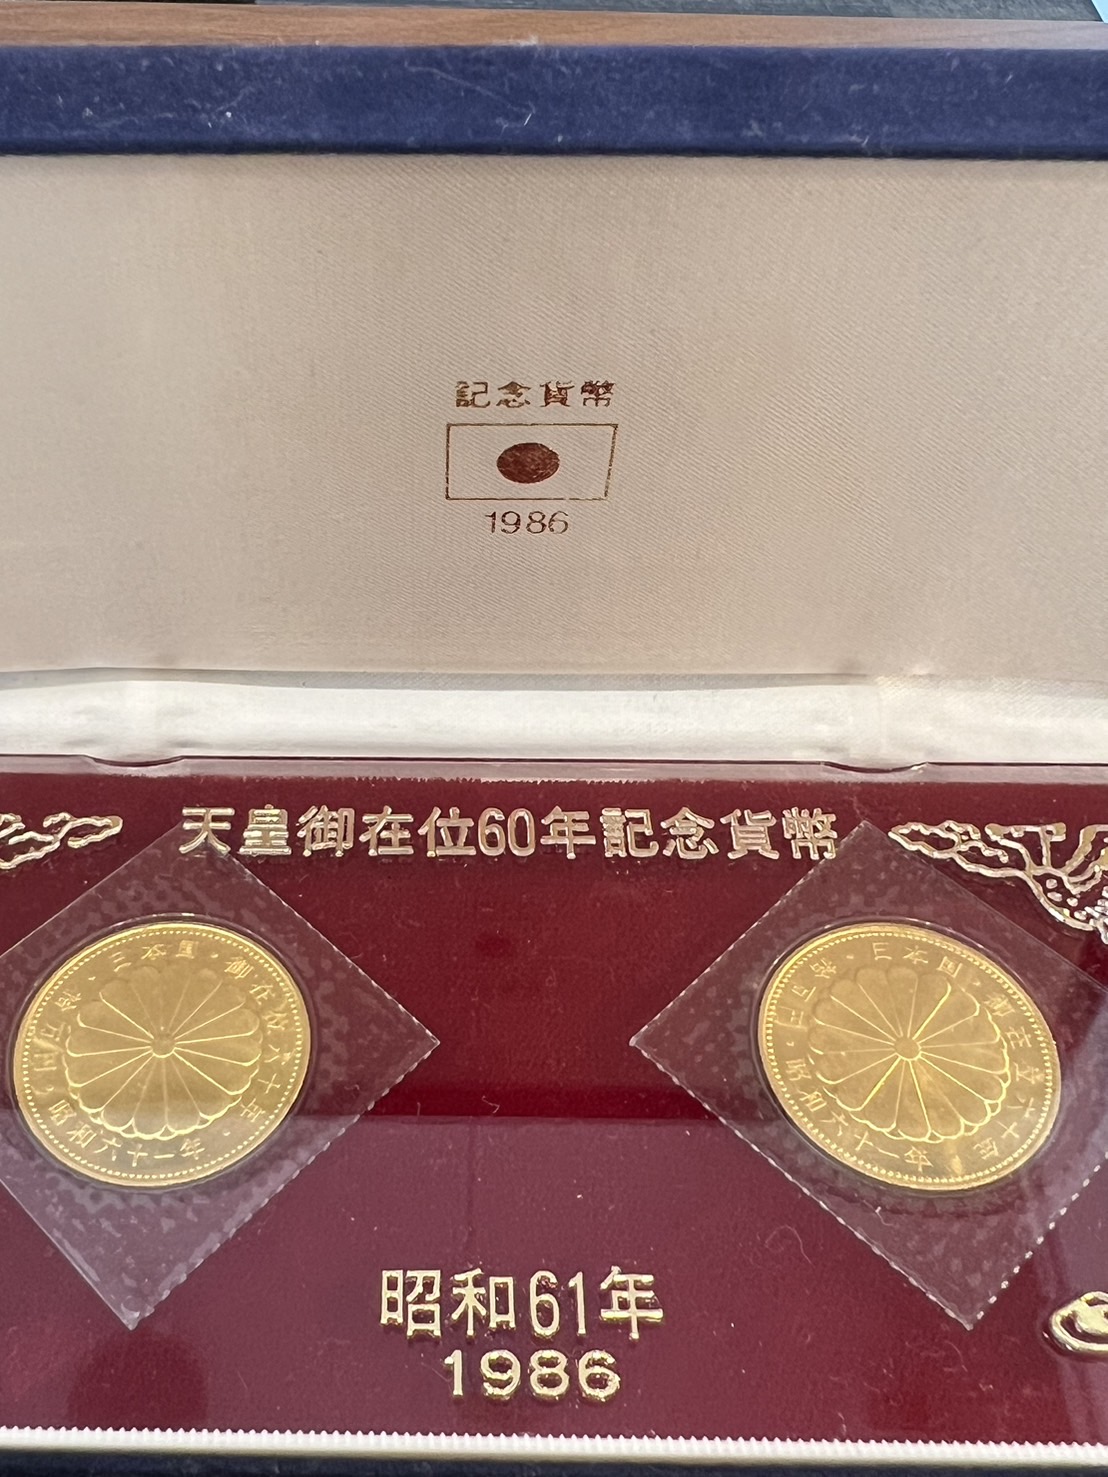 記念貨幣
1986
天皇御在位60年記念貨幣
日本国・御在位六十年
昭和六十一年
日本国・御在位六十年
昭和六十一年
昭和61年
1986